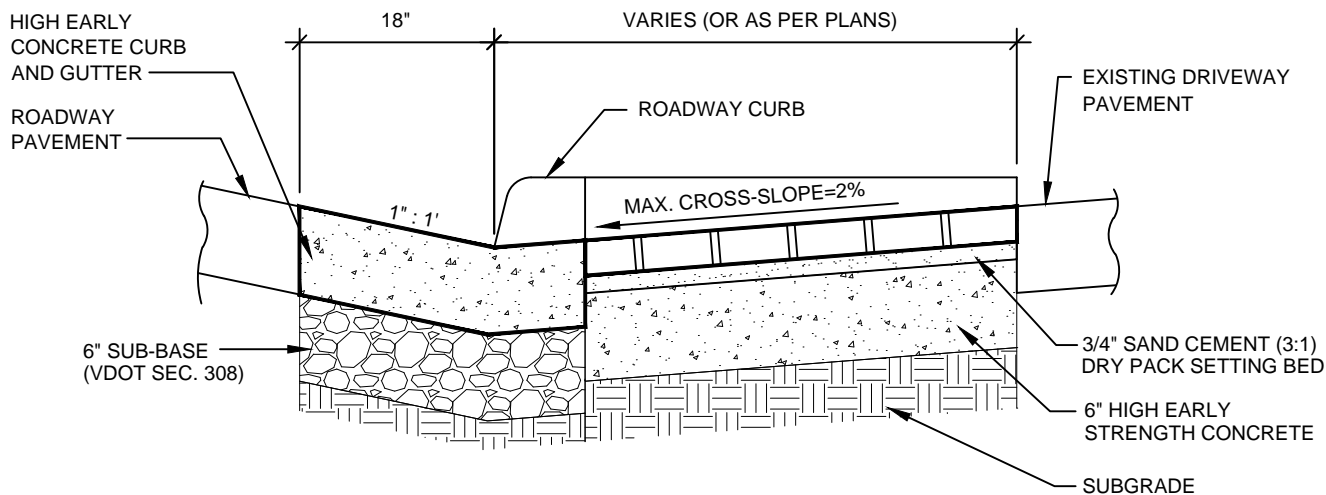 18"
VARIES (OR AS PER PLANS)
HIGH EARLY
CONCRETE CURB
AND GUTTER
ROADWAY
PAVEMENT
ROADWAY CURB
EXISTING DRIVEWAY
PAVEMENT
1" : 1'
MAX. CROSS-SLOPE=2%
6" SUB-BASE
(VDOT SEC. 308)
3/4" SAND CEMENT (3:1)
DRY PACK SETTING BED
6" HIGH EARLY
STRENGTH CONCRETE
SUBGRADE